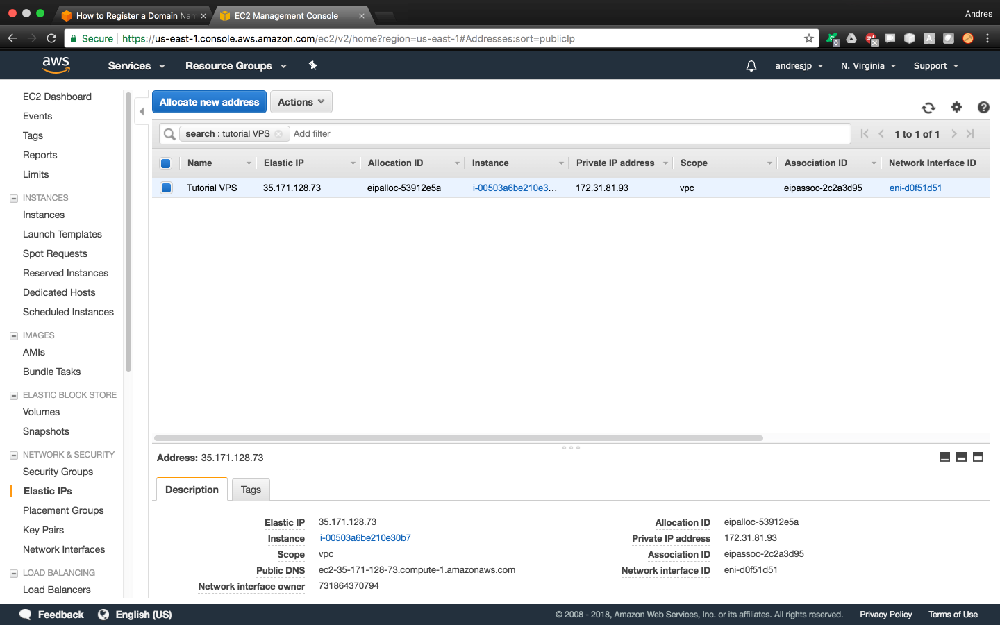 How to Register a Domain Nam
EC2 Management Console
Andres
Secure
https://us-east-1.console.aws.amazon.com/ec2/v2/home?region=us-east-1#Addresses:sort=publicIp
0
A
aws
Services
Resource Groups
andresjp
N. Virginia
Support
EC2 Dashboard
Events
Tags
Reports
Limits
INSTANCES
Instances
Launch Templates
Spot Requests
Reserved Instances
Dedicated Hosts
Scheduled Instances
IMAGES
AMIs
Bundle Tasks
ELASTIC BLOCK STORE
Volumes
Snapshots
NETWORK & SECURITY
Security Groups
Elastic IPs
Placement Groups
Key Pairs
Network Interfaces
LOAD BALANCING
Load Balancers
Allocate new address
Actions
search : tutorial VPS
Add filter
1 to 1 of 1
Name Elastic IP Allocation ID Instance Private IP address Scope Association ID Network Interface ID
Tutorial VPS 35.171.128.73 eipalloc-53912e5a i-00503a6be210e3... 172.31.81.93 vpc eipassoc-2c2a3d95 eni-d0f51d51
Address: 35.171.128.73
Description
Tags
Elastic IP 35.171.128.73
Instance i-00503a6be210e30b7
Scope vpc
Public DNS ec2-35-171-128-73.compute-1.amazonaws.com
Network interface owner 731864370794
Allocation ID eipalloc-53912e5a
Private IP address 172.31.81.93
Association ID eipassoc-2c2a3d95
Network interface ID eni-d0f51d51
Feedback
English (US)
© 2008 - 2018, Amazon Web Services, Inc. or its affiliates. All rights reserved.
Privacy Policy
Terms of Use